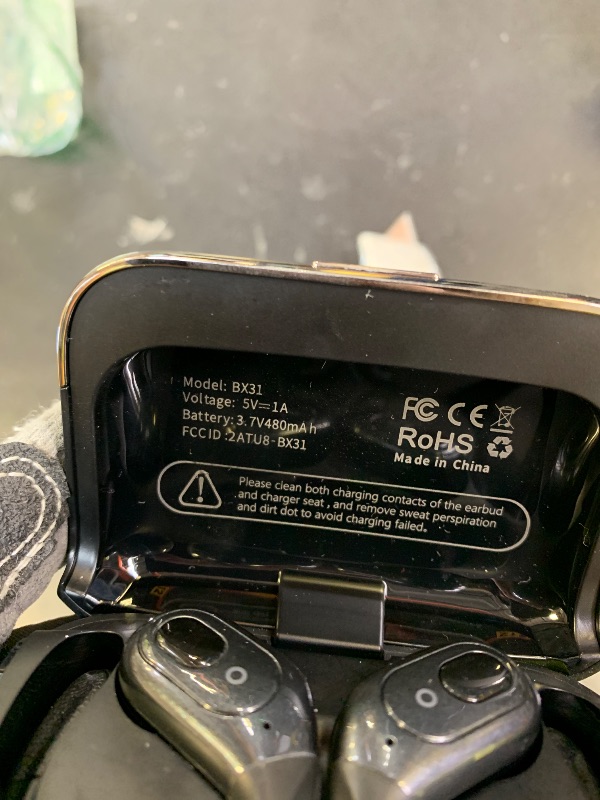 Model: BX31
Voltage: 5V⎓1A
Battery: 3.7V480mAh
FCC ID :2ATU8-BX31
FC CE
RoHS
Made in China
Please clean both charging contacts of the earbud
and charger seat , and remove sweat perspiration
and dirt dot to avoid charging failed。